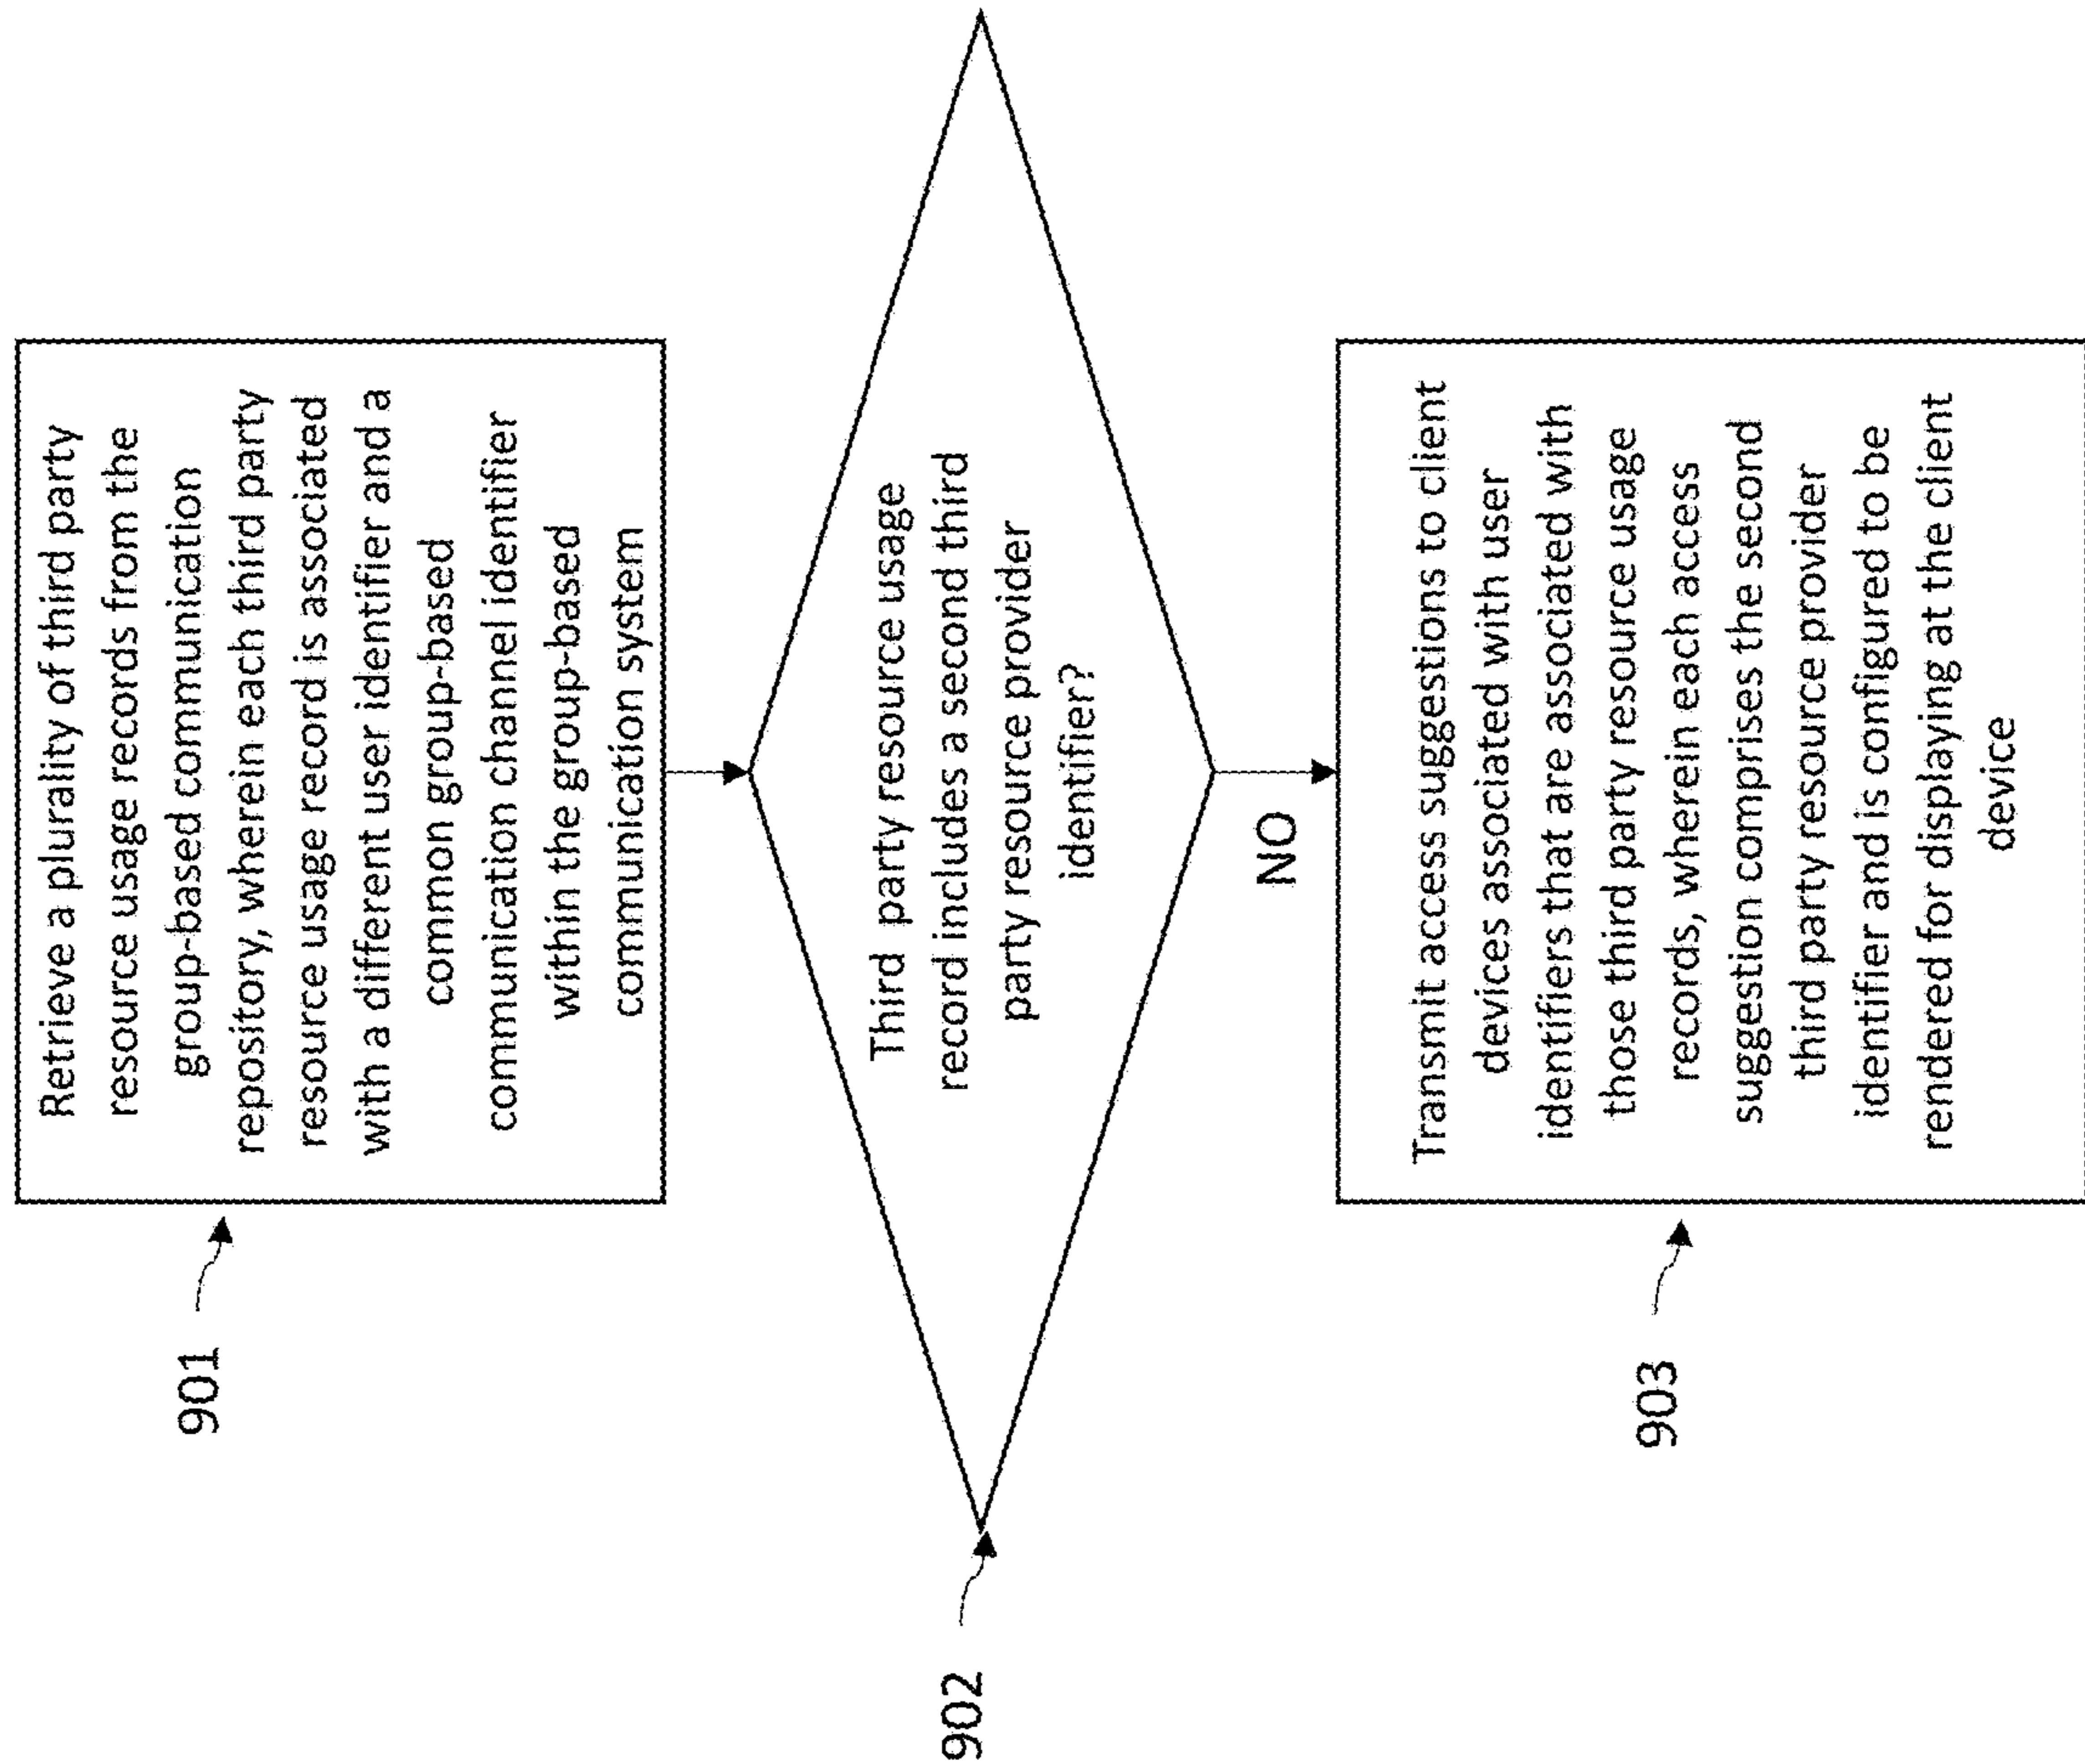 901
Retrieve a plurality of third party
resource usage records from the
group-based communication
repository, wherein each third party
resource usage record is associated
with a different user identifier and a
common group-based
communication channel identifier
within the group-based
communication system
902
Third party resource usage
record includes a second third
party resource provider
identifier?
NO
903
Transmit access suggestions to client
devices associated with user
identifiers that are associated with
those third party resource usage
records, wherein each access
suggestion comprises the second
third party resource provider
identifier and is configured to be
rendered for displaying at the client
device